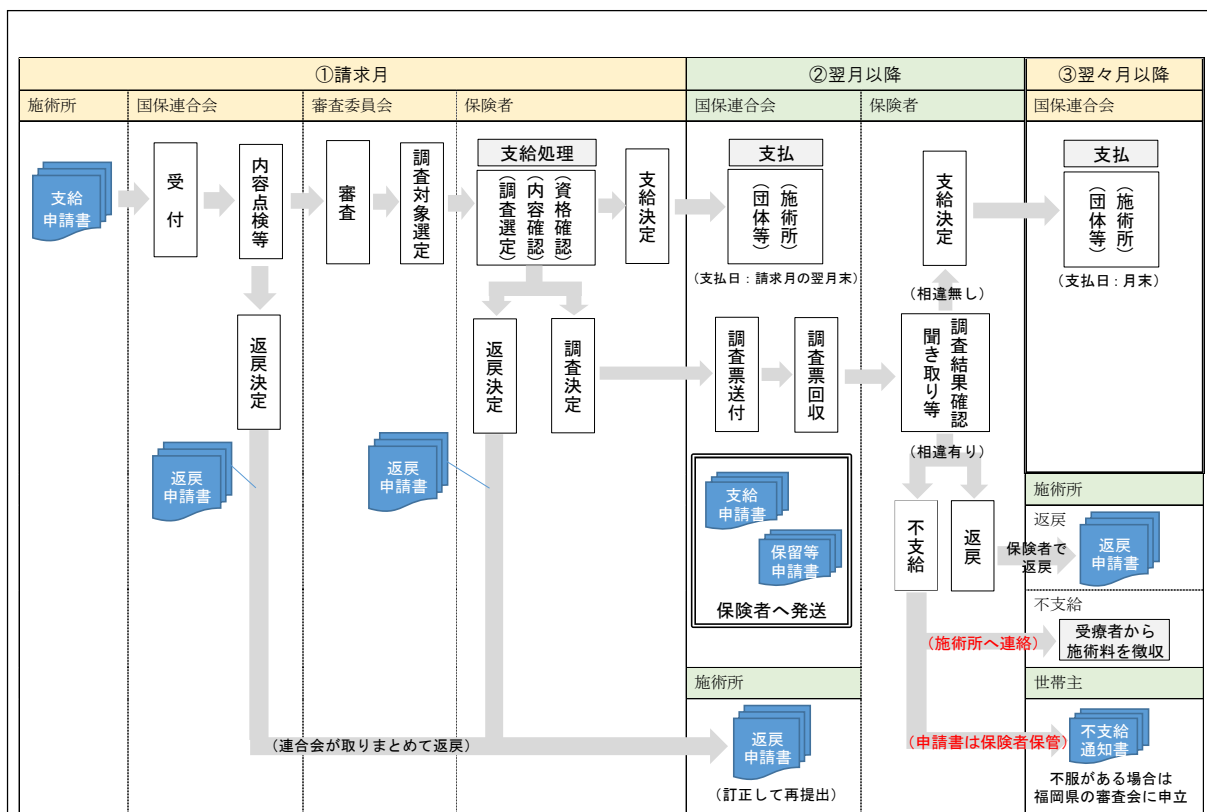 ①請求月
②翌月以降
③翌々月以降
施術所
国保連合会
審査委員会
保険者
国保連合会
保険者
国保連合会
支給
申請書
受付
内容点検等
審査
調査対象選定
支給処理
(資格確認)
(内容確認)
(調査選定)
支給決定
支払
(施術所)
(団体等)
(支払日：請求月の翌月末)
支給決定
支払
(施術所)
(団体等)
(支払日：月末)
(相違無し)
返戻決定
返戻決定
調査決定
調査票送付
調査票回収
調査結果確認
聞き取り等
(相違有り)
返戻
申請書
返戻
申請書
支給
申請書
保留等
申請書
保険者へ発送
不支給
返戻
保険者で
返戻
施術所
返戻
返戻
申請書
不支給
(施術所へ連絡)
受療者から
施術料を徴収
施術所
世帯主
(連合会が取りまとめて返戻)
返戻
申請書
(訂正して再提出)
(申請書は保険者保管)
不支給
通知書
不服がある場合は
福岡県の審査会に申立